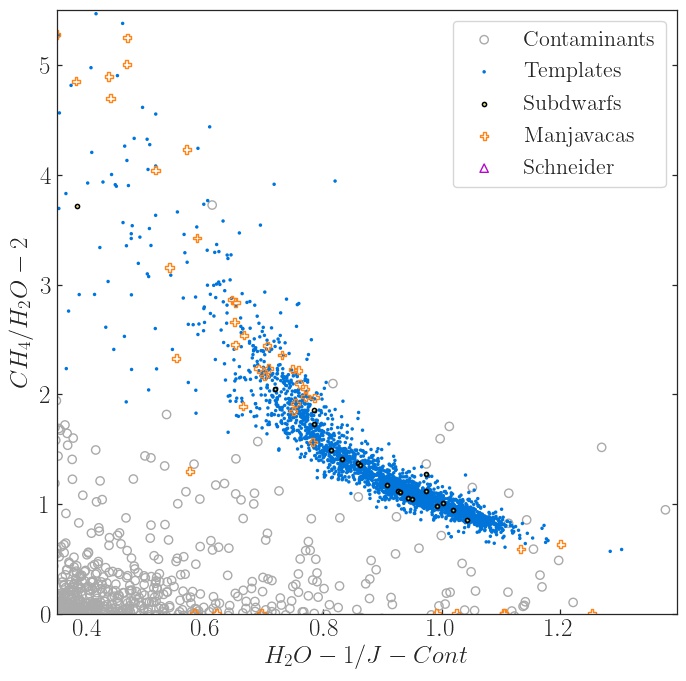 Contaminants
Templates
Subdwarfs
Manjavacas
Schneider
5
4
3
2
1
0
0.4 0.6 0.8 1.0 1.2
CH₄/H₂O − 2
H₂O − 1/J − Cont